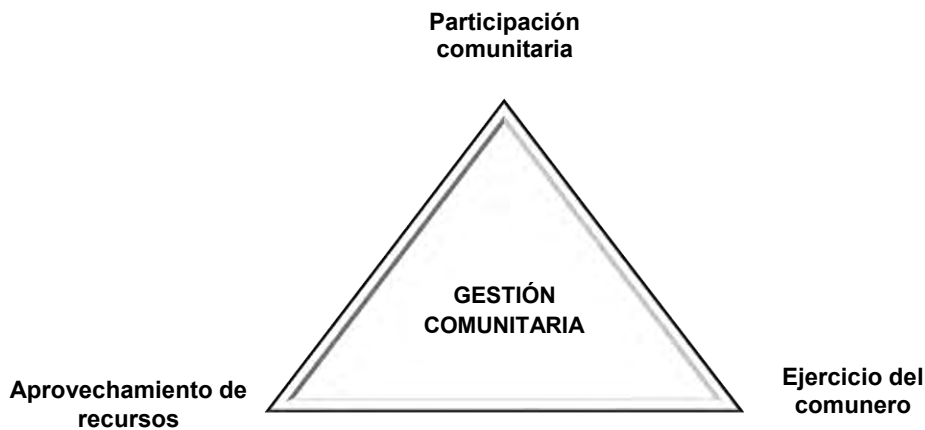 Participación
comunitaria
GESTIÓN
COMUNITARIA
Aprovechamiento de
recursos
Ejercicio del
comunero